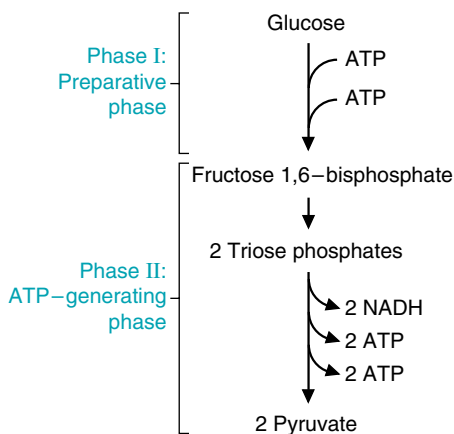 Glucose
Phase I:
Preparative
phase
ATP
ATP
Fructose 1,6–bisphosphate
2 Triose phosphates
Phase II:
ATP–generating
phase
2 NADH
2 ATP
2 ATP
2 Pyruvate